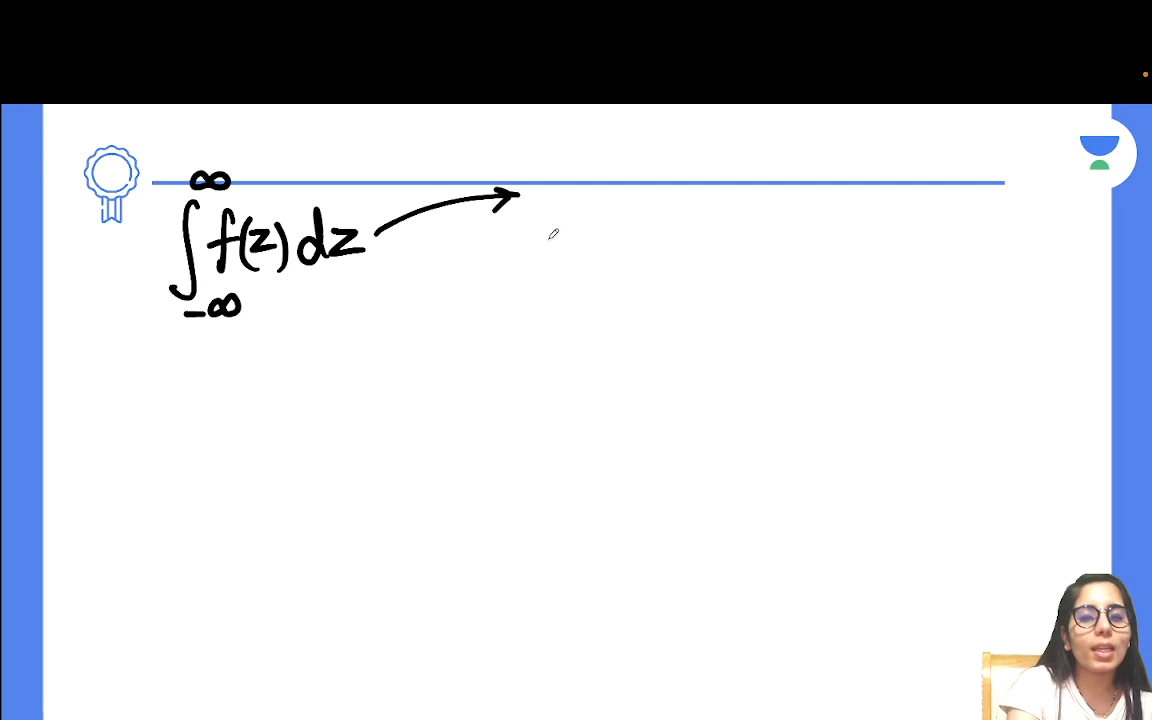 ∞
∫ f(z) dz
-∞